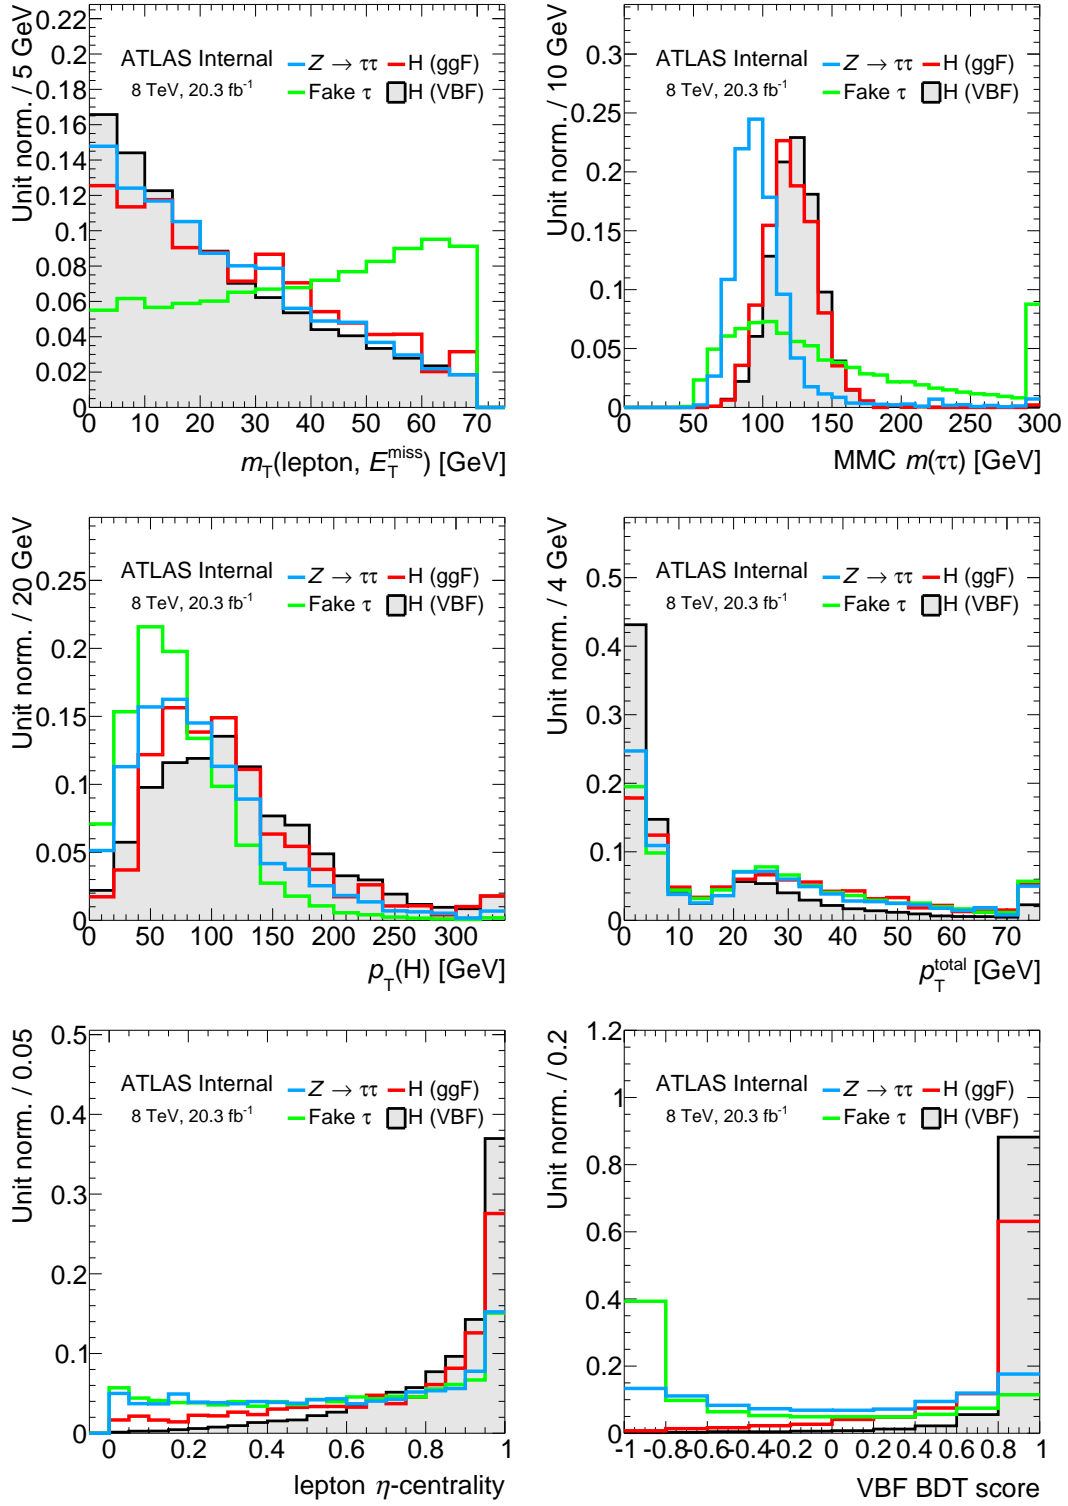 Unit norm. / 5 GeV
0.22
0.2
0.18
0.16
0.14
0.12
0.1
0.08
0.06
0.04
0.02
0
ATLAS Internal
8 TeV, 20.3 fb⁻¹
Z → ττ
H (ggF)
Fake τ
H (VBF)
0 10 20 30 40 50 60 70
m_T(lepton, E_T^miss) [GeV]
Unit norm. / 10 GeV
0.3
0.25
0.2
0.15
0.1
0.05
0
ATLAS Internal
8 TeV, 20.3 fb⁻¹
Z → ττ
H (ggF)
Fake τ
H (VBF)
0 50 100 150 200 250 300
MMC m(ττ) [GeV]
Unit norm. / 20 GeV
0.25
0.2
0.15
0.1
0.05
0
ATLAS Internal
8 TeV, 20.3 fb⁻¹
Z → ττ
H (ggF)
Fake τ
H (VBF)
0 50 100 150 200 250 300
p_T(H) [GeV]
Unit norm. / 4 GeV
0.5
0.4
0.3
0.2
0.1
0
ATLAS Internal
8 TeV, 20.3 fb⁻¹
Z → ττ
H (ggF)
Fake τ
H (VBF)
0 10 20 30 40 50 60 70
p_T^total [GeV]
Unit norm. / 0.05
0.5
0.4
0.3
0.2
0.1
0
ATLAS Internal
8 TeV, 20.3 fb⁻¹
Z → ττ
H (ggF)
Fake τ
H (VBF)
0 0.2 0.4 0.6 0.8 1
lepton η-centrality
Unit norm. / 0.2
1.2
1
0.8
0.6
0.4
0.2
0
ATLAS Internal
8 TeV, 20.3 fb⁻¹
Z → ττ
H (ggF)
Fake τ
H (VBF)
-1 -0.8 -0.6 -0.4 -0.2 0 0.2 0.4 0.6 0.8 1
VBF BDT score